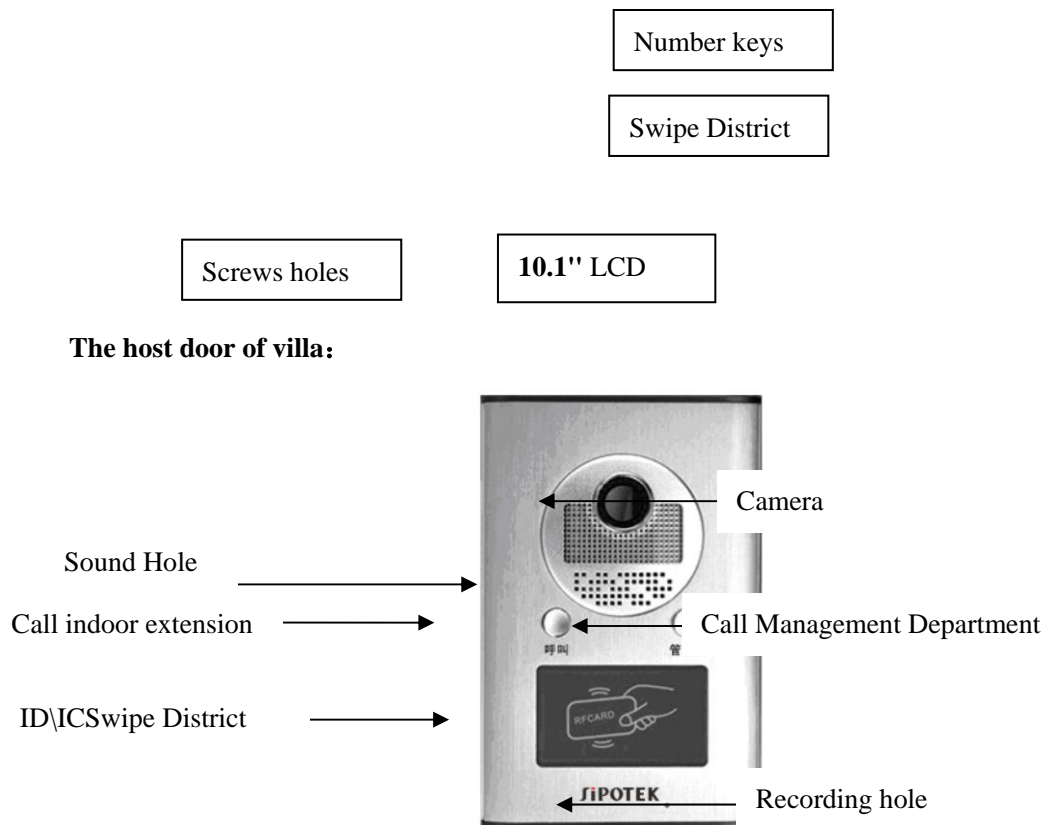 Number keys
Swipe District
Screws holes
10.1'' LCD
The host door of villa：
Camera
Sound Hole
Call indoor extension
Call Management Department
呼叫
管
ID\ICSwipe District
RFCARD
SiPOTEK
Recording hole